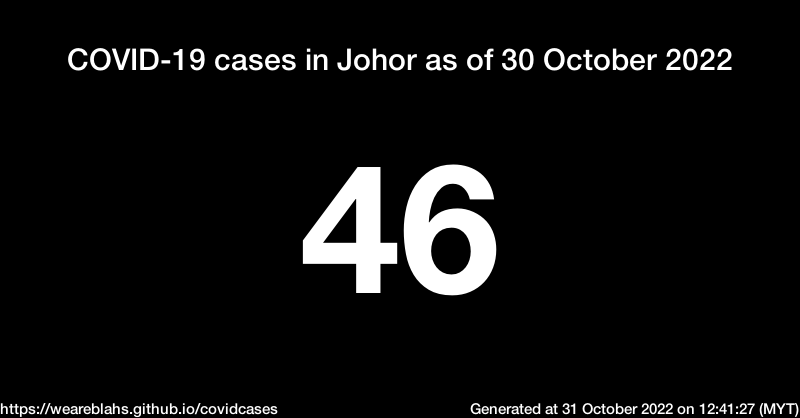 COVID-19 cases in Johor as of 30 October 2022
46
https://weareblahs.github.io/covidcases
Generated at 31 October 2022 on 12:41:27 (MYT)